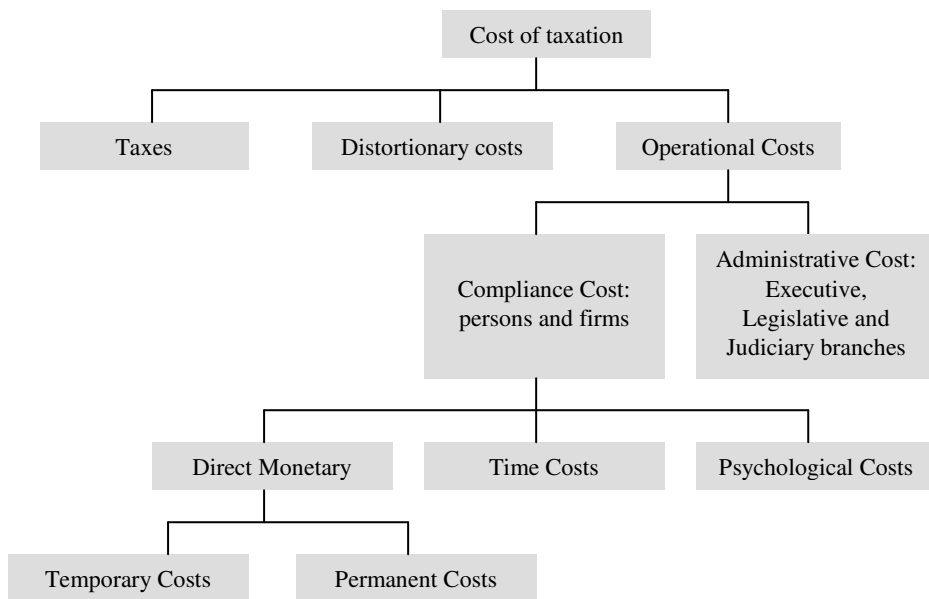 Cost of taxation
Taxes
Distortionary costs
Operational Costs
Compliance Cost:
persons and firms
Administrative Cost:
Executive,
Legislative and
Judiciary branches
Direct Monetary
Time Costs
Psychological Costs
Temporary Costs
Permanent Costs